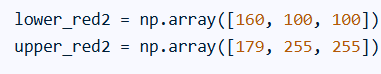 lower_red2 = np.array([160, 100, 100])
upper_red2 = np.array([179, 255, 255])